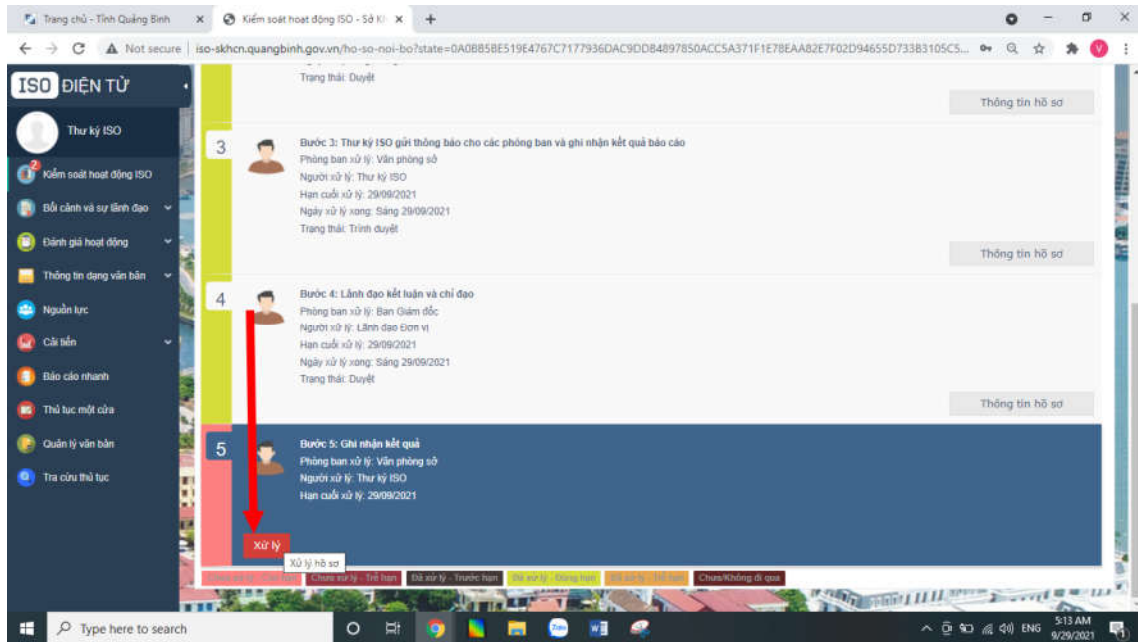 Trang chủ - Tỉnh Quảng Bình
Kiểm soát hoạt động ISO - Sở Kh
Not secure
iso-skhcn.quangbinh.gov.vn/ho-so-noi-bo?state=0A0BB5BE519E4767C7177936DAC9DD84897850ACC5A371F1E78EAA82E7F02D94655D73383105C5...
ISO ĐIỆN TỬ
Thư ký ISO
2
Kiểm soát hoạt động ISO
Bối cảnh và sự lãnh đạo
Đánh giá hoạt động
Thông tin dạng văn bản
Nguồn lực
Cải tiến
Báo cáo nhanh
Thủ tục một cửa
Quản lý văn bản
Tra cứu thủ tục
Trạng thái: Duyệt
Thông tin hồ sơ
3
Bước 3: Thư ký ISO gửi thông báo cho các phòng ban và ghi nhận kết quả báo cáo
Phòng ban xử lý: Văn phòng sở
Người xử lý: Thư ký ISO
Hạn cuối xử lý: 29/09/2021
Ngày xử lý xong: Sáng 29/09/2021
Trạng thái: Trình duyệt
Thông tin hồ sơ
4
Bước 4: Lãnh đạo kết luận và chỉ đạo
Phòng ban xử lý: Ban Giám đốc
Người xử lý: Lãnh đạo Đơn vị
Hạn cuối xử lý: 29/09/2021
Ngày xử lý xong: Sáng 29/09/2021
Trạng thái: Duyệt
Thông tin hồ sơ
5
Bước 5: Ghi nhận kết quả
Phòng ban xử lý: Văn phòng sở
Người xử lý: Thư ký ISO
Hạn cuối xử lý: 29/09/2021
Xử lý
Xử lý hồ sơ
Chưa xử lý - Trễ hạn
Đã xử lý - Trước hạn
Đã xử lý - Đúng hạn
Đã xử lý - Trễ hạn
Chưa/Không đi qua
Type here to search
ENG
5:13 AM
9/29/2021